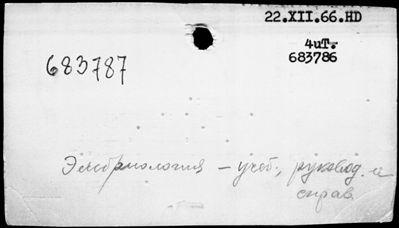 22.XII.66.HD
4uT.
683786
683787
Эмбриология – учеб., руковод. и
справ.